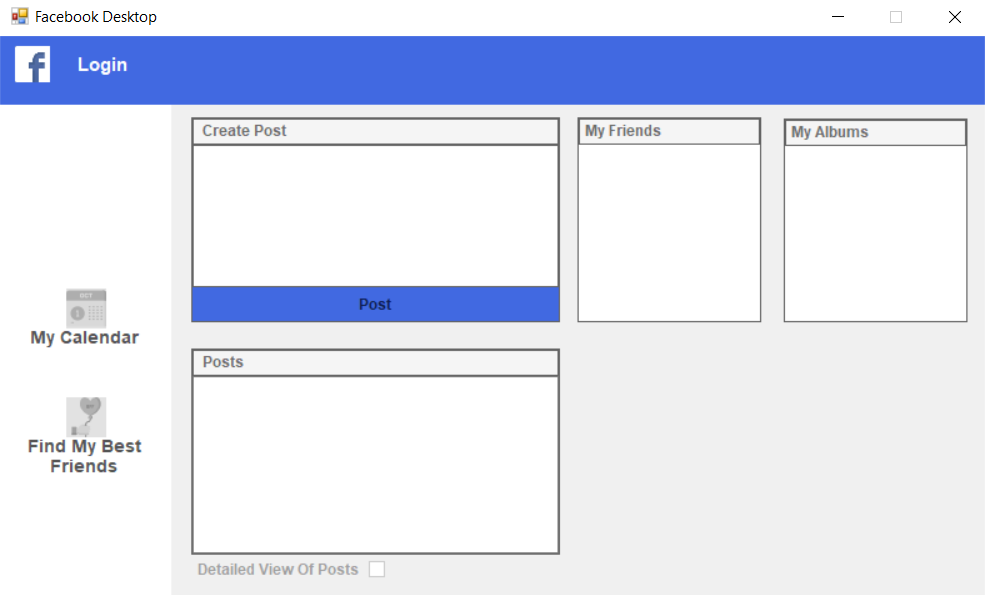 Facebook Desktop
f
Login
Create Post
My Friends
My Albums
Post
OCT
My Calendar
Find My Best
Friends
Posts
Detailed View Of Posts